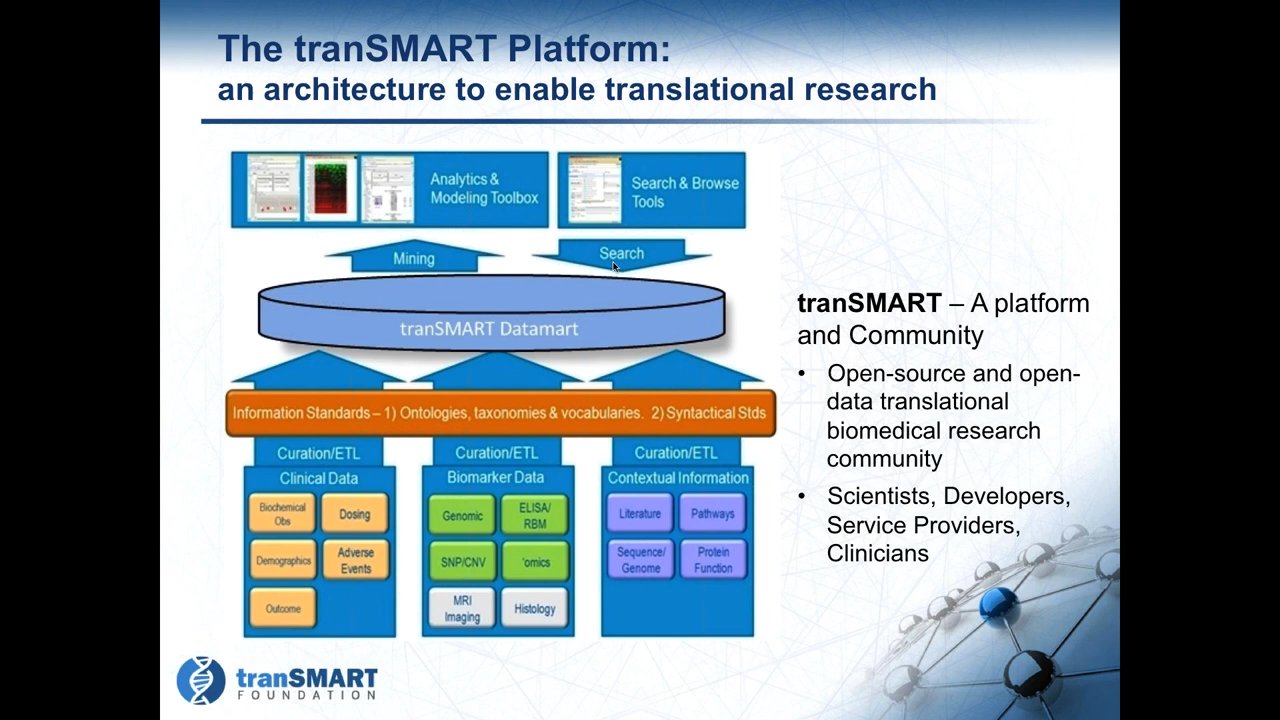 The tranSMART Platform:
an architecture to enable translational research
Analytics &
Modeling Toolbox
Search & Browse
Tools
Mining
Search
tranSMART Datamart
Information Standards – 1) Ontologies, taxonomies & vocabularies. 2) Syntactical Stds
Curation/ETL
Clinical Data
Biochemical
Obs
Dosing
Demographics
Adverse
Events
Outcome
Curation/ETL
Biomarker Data
Genomic
ELISA/
RBM
SNP/CNV
'omics
MRI
Imaging
Histology
Curation/ETL
Contextual Information
Literature
Pathways
Sequence/
Genome
Protein
Function
tranSMART – A platform
and Community
• Open-source and open-
data translational
biomedical research
community
• Scientists, Developers,
Service Providers,
Clinicians
tranSMART
FOUNDATION